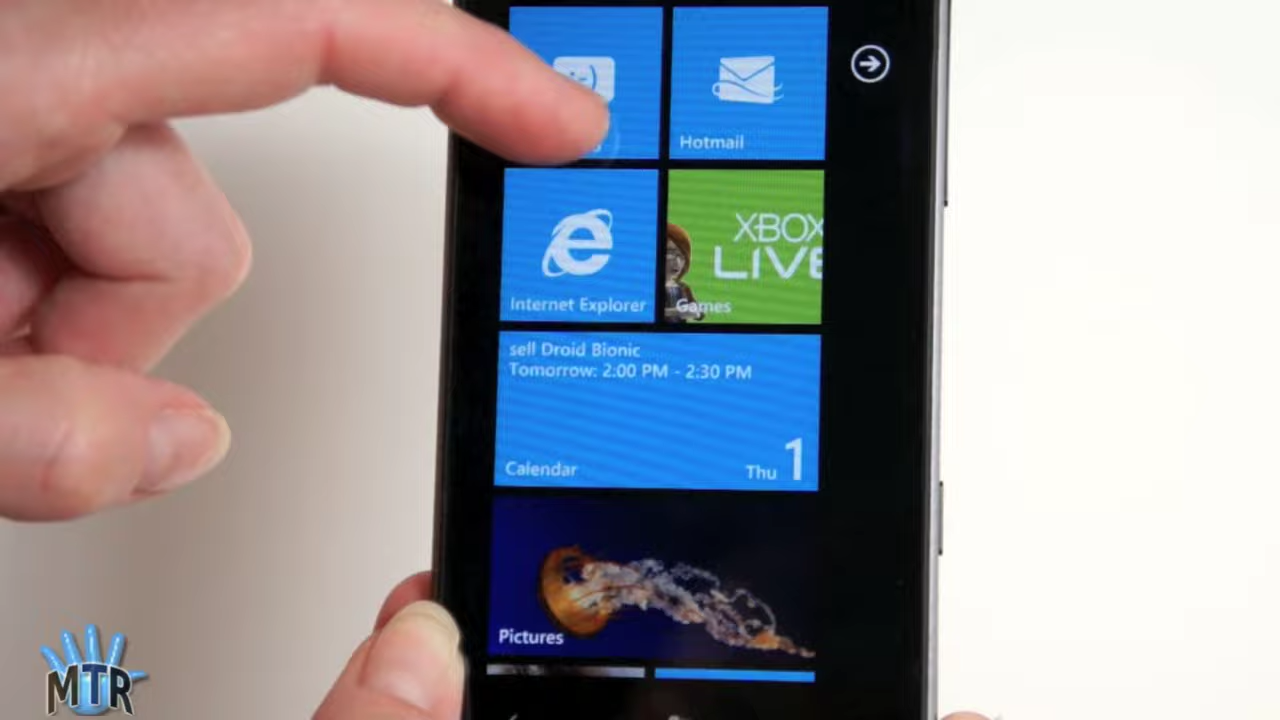 Hotmail
XBOX
LIVE
Internet Explorer
Games
sell Droid Bionic
Tomorrow: 2:00 PM - 2:30 PM
Calendar
Thu 1
Pictures
MTR